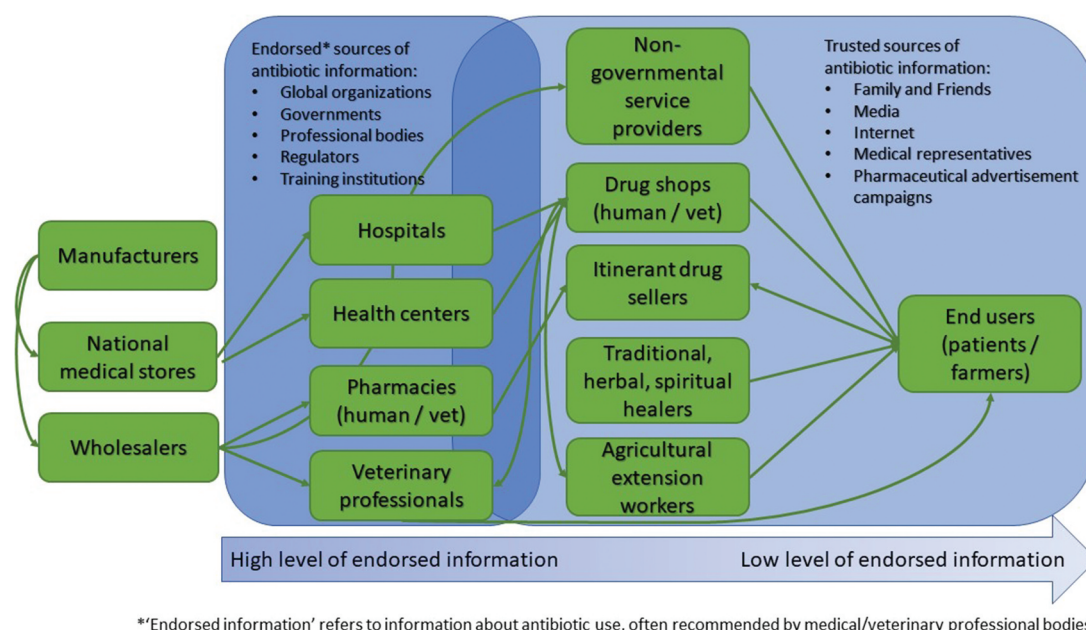 Endorsed* sources of
antibiotic information:
• Global organizations
• Governments
• Professional bodies
• Regulators
• Training institutions
Non-
governmental
service
providers
Trusted sources of
antibiotic information:
• Family and Friends
• Media
• Internet
• Medical representatives
• Pharmaceutical advertisement
campaigns
Manufacturers
National
medical stores
Wholesalers
Hospitals
Health centers
Pharmacies
(human / vet)
Veterinary
professionals
Drug shops
(human / vet)
Itinerant drug
sellers
Traditional,
herbal, spiritual
healers
Agricultural
extension
workers
End users
(patients /
farmers)
High level of endorsed information
Low level of endorsed information
*‘Endorsed information’ refers to information about antibiotic use, often recommended by medical/veterinary professional bodies